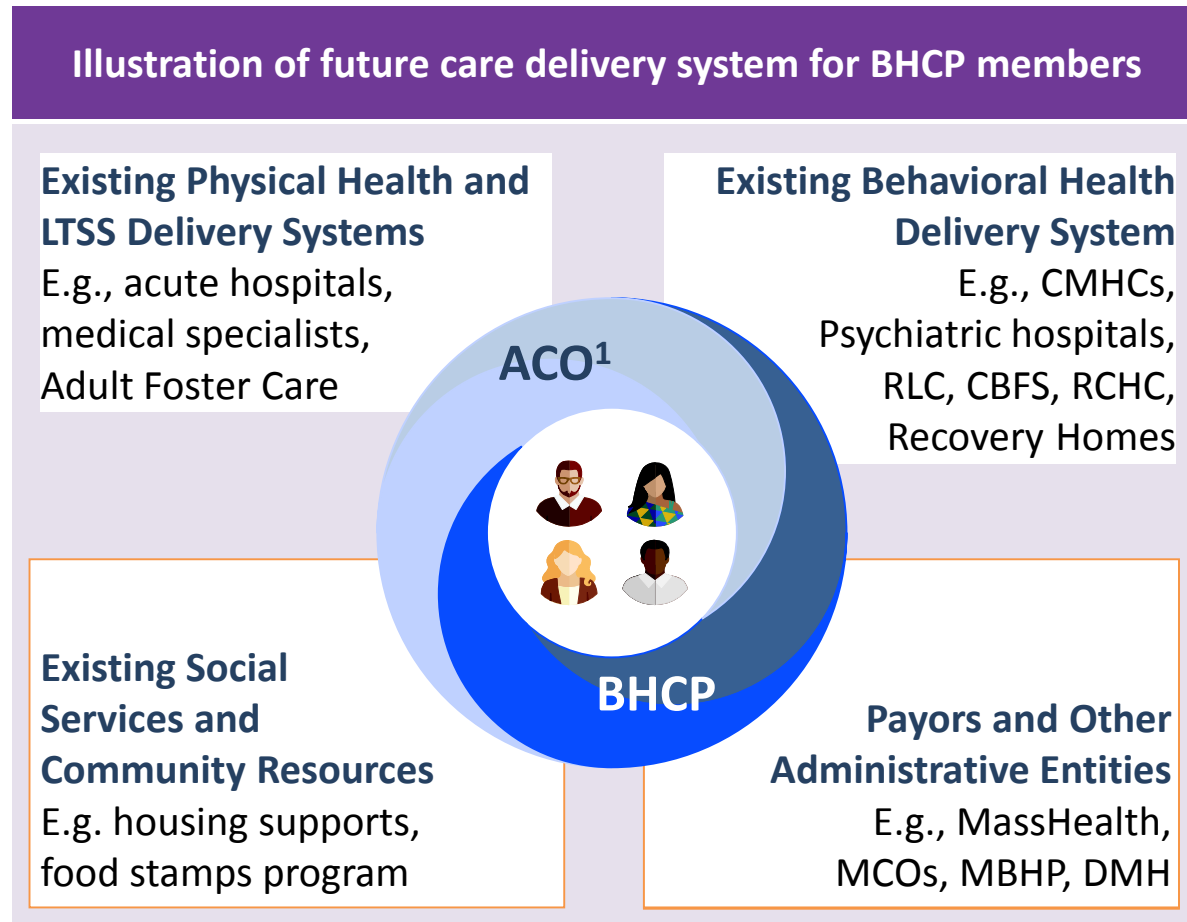 Illustration of future care delivery system for BHCP members
Existing Physical Health and
LTSS Delivery Systems
E.g., acute hospitals,
medical specialists,
Adult Foster Care
Existing Behavioral Health
Delivery System
E.g., CMHCs,
Psychiatric hospitals,
RLC, CBFS, RCHC,
Recovery Homes
ACO¹
BHCP
Existing Social
Services and
Community Resources
E.g. housing supports,
food stamps program
Payors and Other
Administrative Entities
E.g., MassHealth,
MCOs, MBHP, DMH